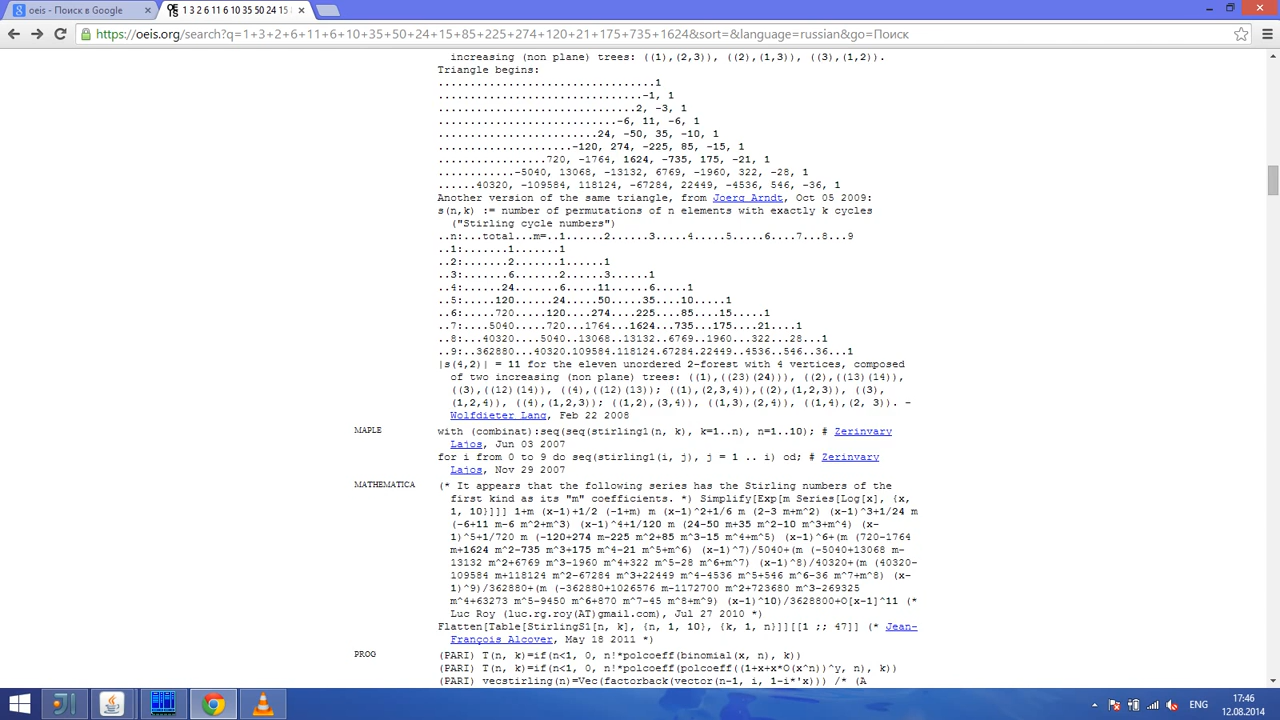 oeis - Поиск в Google
1 3 2 6 11 6 10 35 50 24 15
https://oeis.org/search?q=1+3+2+6+11+6+10+35+50+24+15+85+225+274+120+21+175+735+1624&sort=&language=russian&go=Поиск
increasing (non plane) trees: ((1),(2,3)), ((2),(1,3)), ((3),(1,2)).
Triangle begins:
..................................1
................................-1, 1
...............................2, -3, 1
............................-6, 11, -6, 1
.........................24, -50, 35, -10, 1
.....................-120, 274, -225, 85, -15, 1
.................720, -1764, 1624, -735, 175, -21, 1
............-5040, 13068, -13132, 6769, -1960, 322, -28, 1
......40320, -109584, 118124, -67284, 22449, -4536, 546, -36, 1
Another version of the same triangle, from Joerg Arndt, Oct 05 2009:
s(n,k) := number of permutations of n elements with exactly k cycles
("Stirling cycle numbers")
..n:...total...m=..1......2......3.....4.....5.....6....7...8...9
..1:.......1.......1
..2:.......2.......1......1
..3:.......6.......2......3......1
..4:......24.......6.....11......6.....1
..5:.....120......24.....50.....35....10.....1
..6:.....720.....120....274....225....85....15.....1
..7:....5040.....720...1764...1624...735...175....21....1
..8:...40320....5040..13068..13132..6769..1960...322...28...1
..9:..362880...40320.109584.118124.67284.22449..4536..546..36...1
|s(4,2)| = 11 for the eleven unordered 2-forest with 4 vertices, composed
of two increasing (non plane) trees: ((1),((23)(24))), ((2),((13)(14)),
((3),((12)(14)), ((4),((12)(13)); ((1),(2,3,4)),((2),(1,2,3)), ((3),
(1,2,4)), ((4),(1,2,3)); ((1,2),(3,4)), ((1,3),(2,4)), ((1,4),(2, 3)). -
Wolfdieter Lang, Feb 22 2008
MAPLE
with (combinat):seq(seq(stirling1(n, k), k=1..n), n=1..10); # Zerinvary
Lajos, Jun 03 2007
for i from 0 to 9 do seq(stirling1(i, j), j = 1 .. i) od; # Zerinvary
Lajos, Nov 29 2007
MATHEMATICA
(* It appears that the following series has the Stirling numbers of the
first kind as its "m" coefficients. *) Simplify[Exp[m Series[Log[x], {x,
1, 10}]]] 1+m (x-1)+1/2 (-1+m) m (x-1)^2+1/6 m (2-3 m+m^2) (x-1)^3+1/24 m
(-6+11 m-6 m^2+m^3) (x-1)^4+1/120 m (24-50 m+35 m^2-10 m^3+m^4) (x-
1)^5+1/720 m (-120+274 m-225 m^2+85 m^3-15 m^4+m^5) (x-1)^6+(m (720-1764
m+1624 m^2-735 m^3+175 m^4-21 m^5+m^6) (x-1)^7)/5040+(m (-5040+13068 m-
13132 m^2+6769 m^3-1960 m^4+322 m^5-28 m^6+m^7) (x-1)^8)/40320+(m (40320-
109584 m+118124 m^2-67284 m^3+22449 m^4-4536 m^5+546 m^6-36 m^7+m^8) (x-
1)^9)/362880+(m (-362880+1026576 m-1172700 m^2+723680 m^3-269325
m^4+63273 m^5-9450 m^6+870 m^7-45 m^8+m^9) (x-1)^10)/3628800+O[x-1]^11 (*
Luc Roy (luc.rg.roy(AT)gmail.com), Jul 27 2010 *)
Flatten[Table[StirlingS1[n, k], {n, 1, 10}, {k, 1, n}]][[1 ;; 47]] (* Jean-
François Alcover, May 18 2011 *)
PROG
(PARI) T(n, k)=if(n<1, 0, n!*polcoeff(binomial(x, n), k))
(PARI) T(n, k)=if(n<1, 0, n!*polcoeff(polcoeff((1+x+x*O(x^n))^y, n), k))
(PARI) vecstirling(n)=Vec(factorback(vector(n-1, i, 1-i*'x))) /* (A
ENG
17:46
12.08.2014